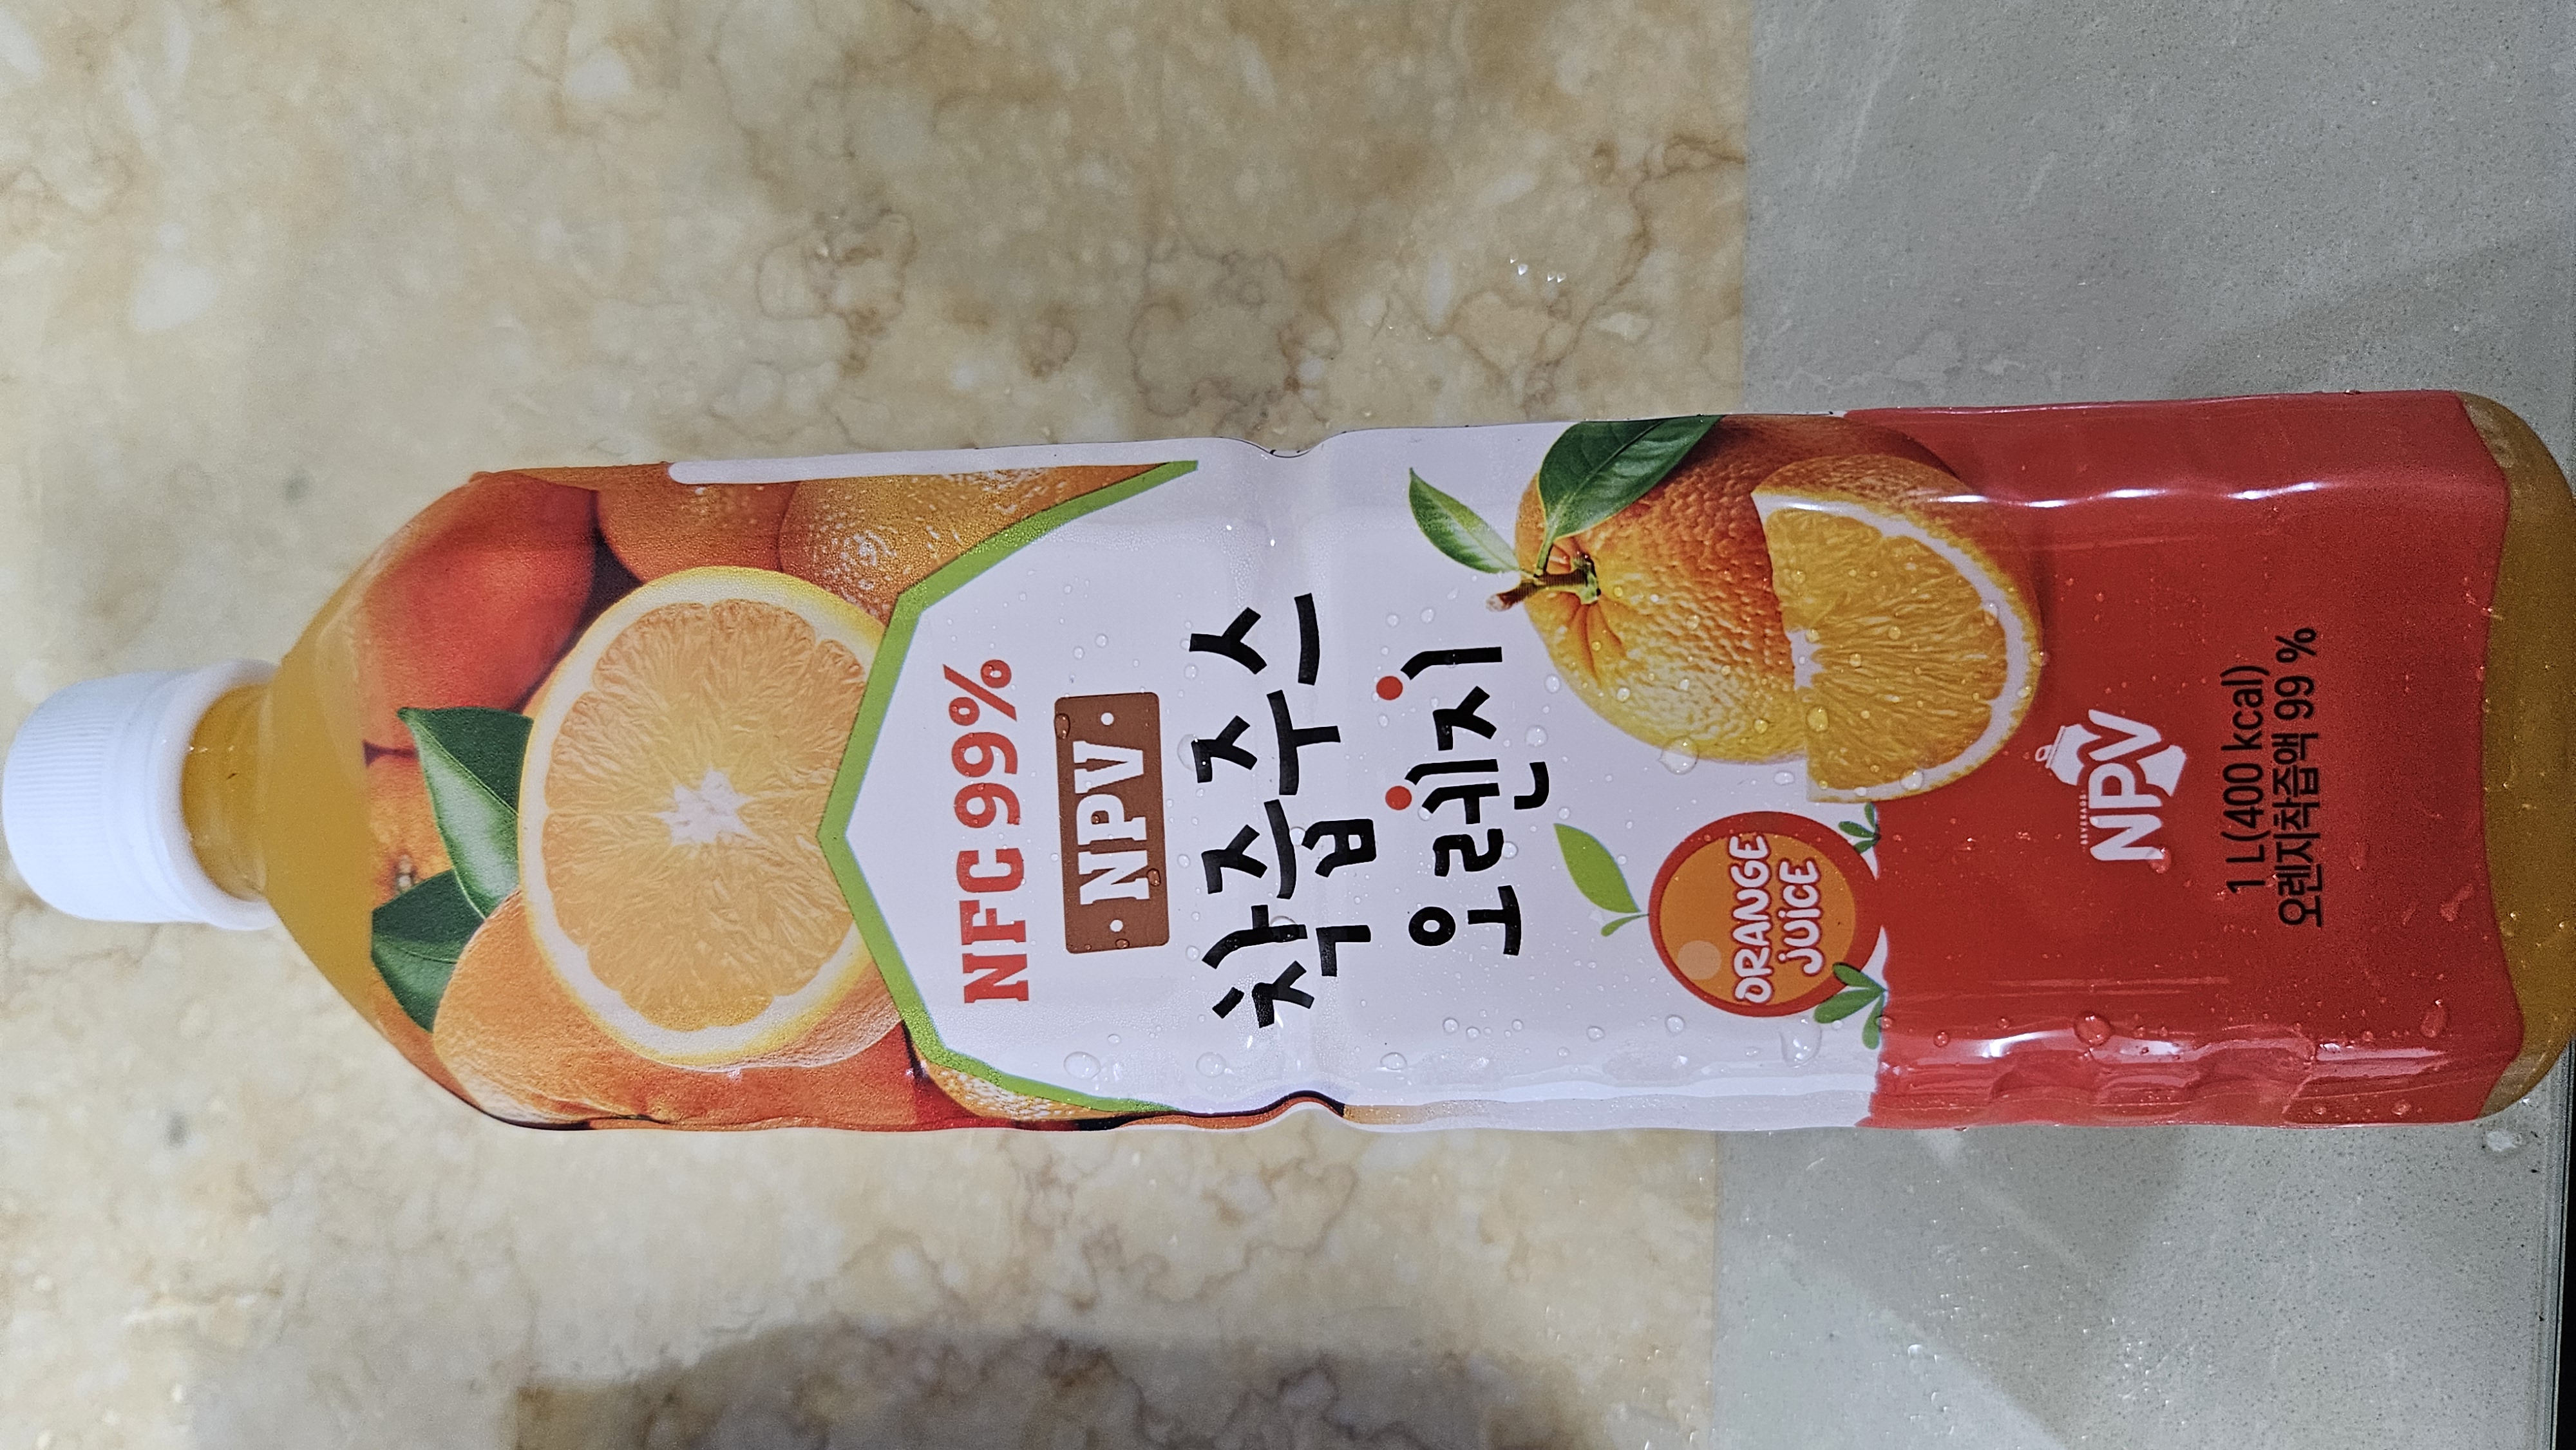 NFC 99%
NPV
착즙주스
오렌지
ORANGE
JUICE
BEVERAGE
NPV
1 L(400 kcal)
오렌지착즙액 99 %